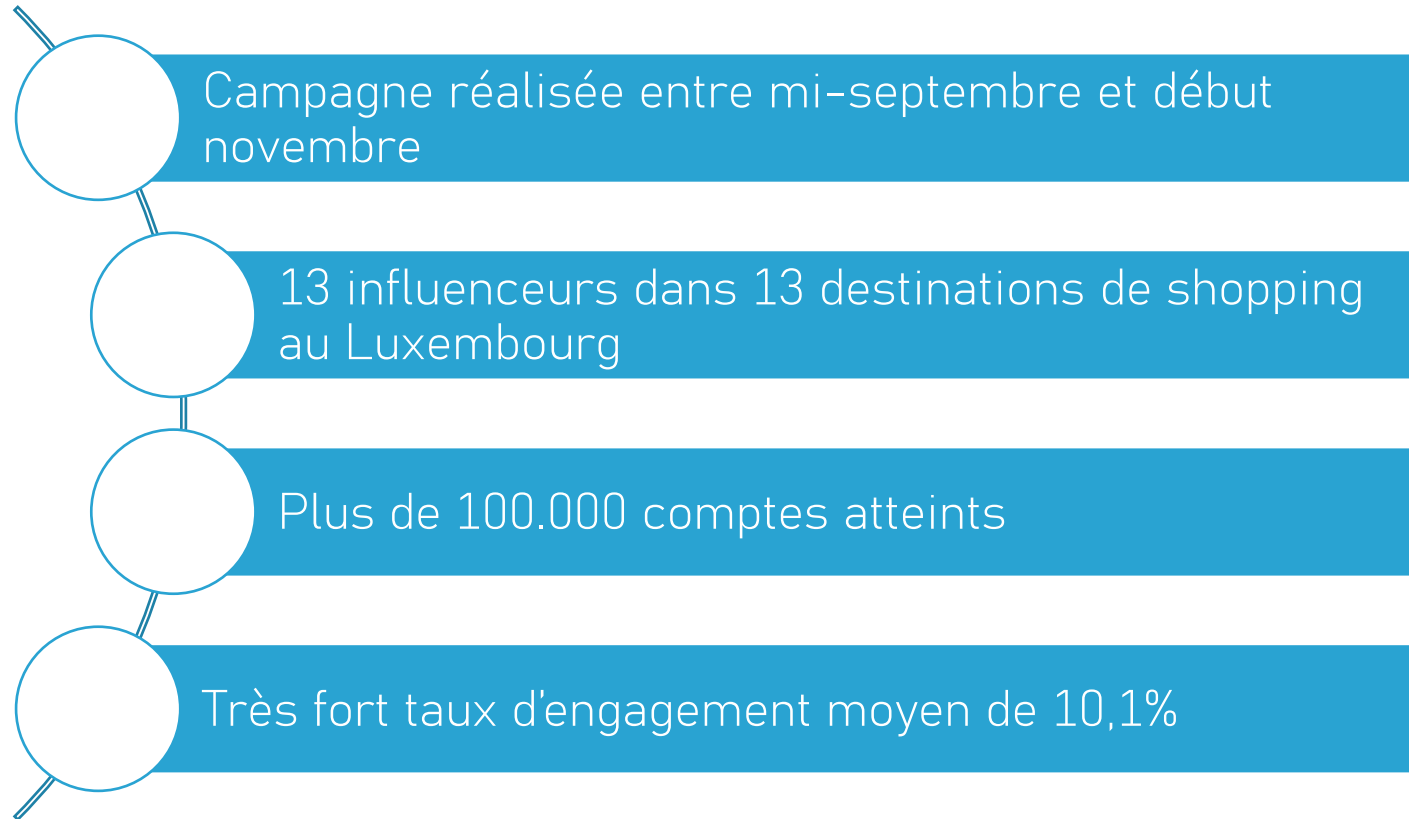 Campagne réalisée entre mi-septembre et début
novembre
13 influenceurs dans 13 destinations de shopping
au Luxembourg
Plus de 100.000 comptes atteints
Très fort taux d'engagement moyen de 10,1%